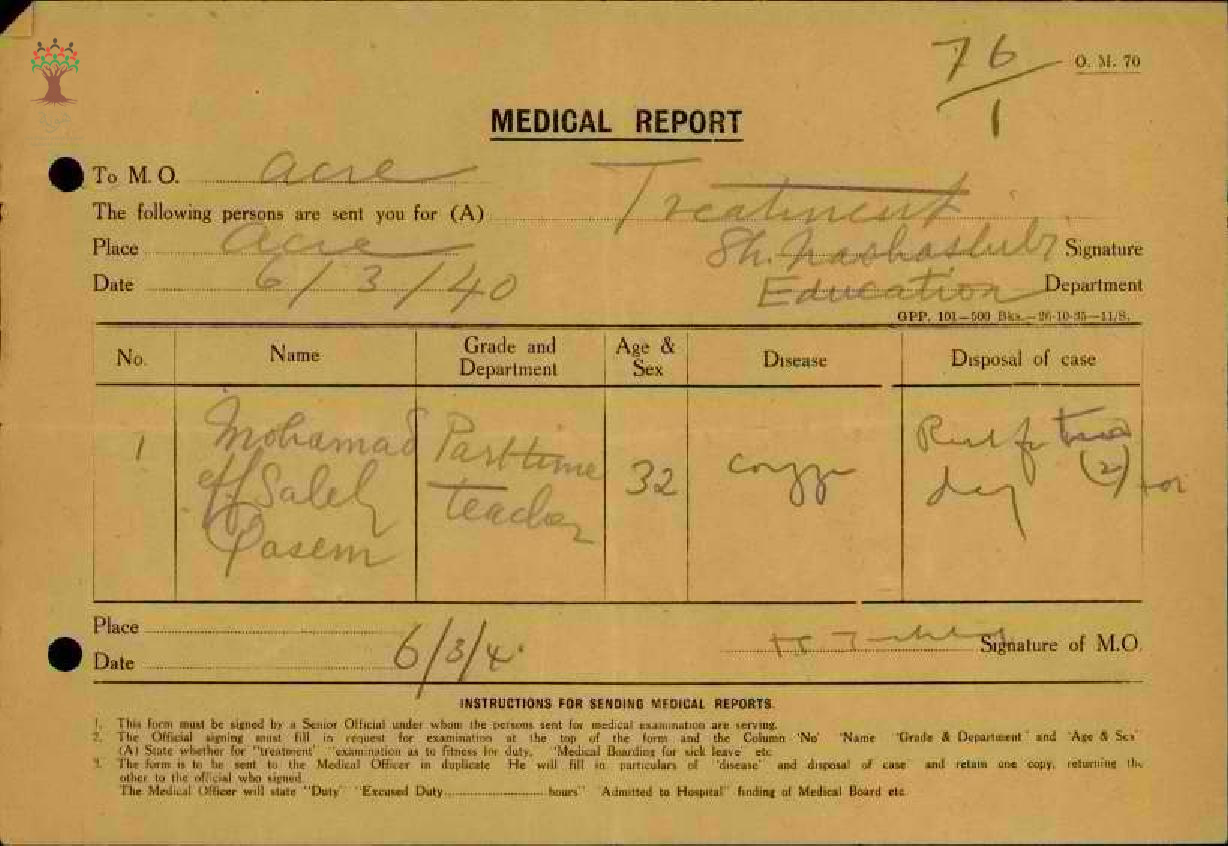 76/1
O. M. 70
MEDICAL REPORT
To M. O. Acre
The following persons are sent you for (A) Treatment
Place Acre
Sh. Nashashibi Signature
Date 6/3/40
Education Department
GPP. 101—500 Bks.—26-10-35—11/S.
No. Name Grade and Department Age & Sex Disease Disposal of case
1 Mohamad eff Saleh Qasem Part time teacher 32 coryza for two (2) day
Place
Date 6/3/4
Signature of M.O.
INSTRUCTIONS FOR SENDING MEDICAL REPORTS.
1. This form must be signed by a Senior Official under whom the persons sent for medical examination are serving.
2. The Official signing must fill in request for examination at the top of the form and the Column 'No' 'Name 'Grade & Department' and 'Age & Sex'
(A) State whether for "treatment' "examination as to fitness for duty, "Medical Boarding for sick leave' etc
3. The form is to be sent to the Medical Officer in duplicate He will fill in particulars of 'disease" and disposal of case' and retain one copy, returning the
other to the official who signed.
The Medical Officer will state "Duty' "Excused Duty........................hours" 'Admitted to Hospital" finding of Medical Board etc.